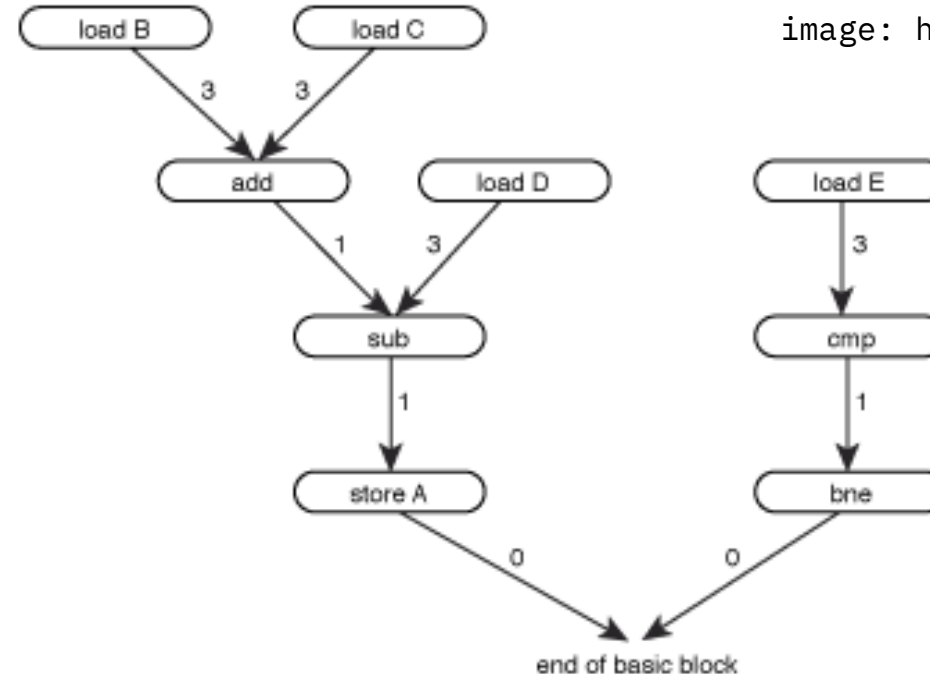 image: h
load B
load C
3
3
add
load D
load E
1
3
3
sub
cmp
1
1
store A
bne
0
0
end of basic block